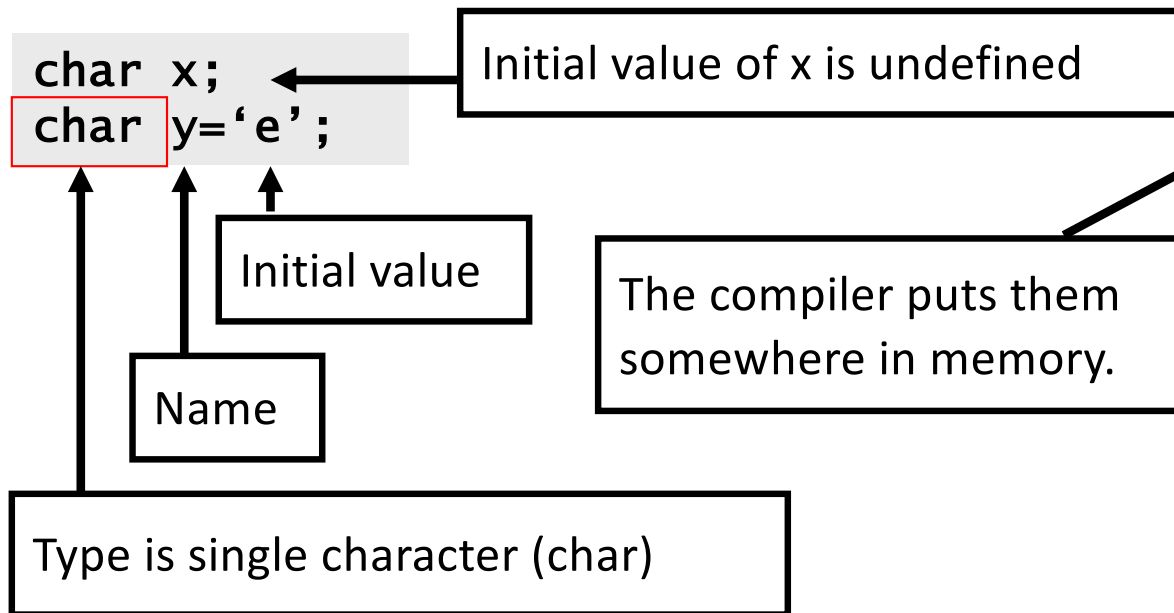 char x;
char y=‘e’;
Initial value of x is undefined
Initial value
The compiler puts them
somewhere in memory.
Name
Type is single character (char)